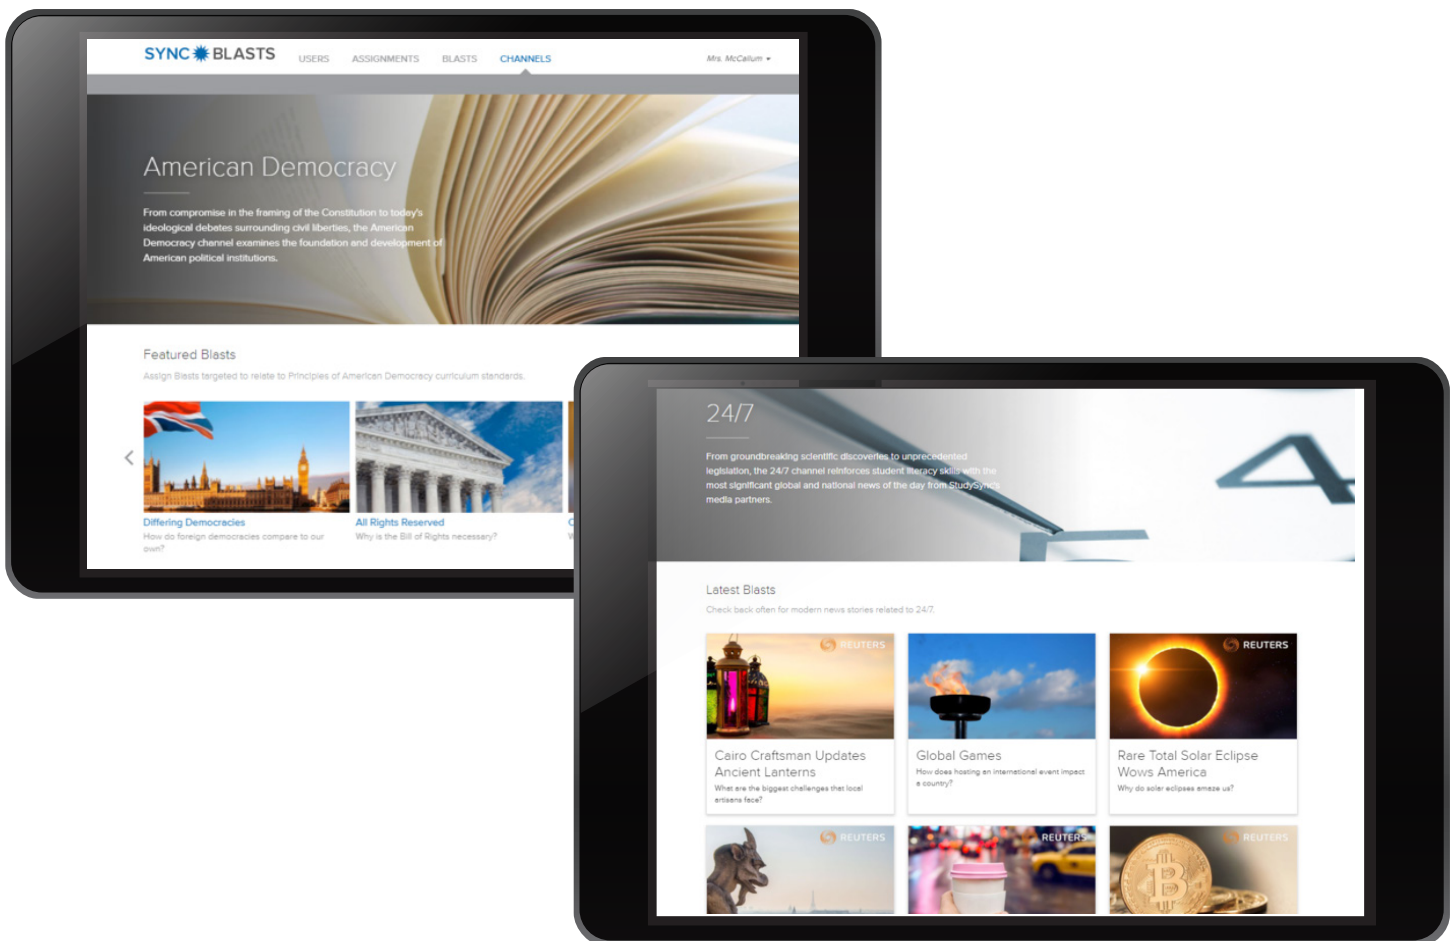 SYNC BLASTS
USERS
ASSIGNMENTS
BLASTS
CHANNELS
Mrs. McCallum
American Democracy
From compromise in the framing of the Constitution to today's
ideological debates surrounding civil liberties, the American
Democracy channel examines the foundation and development of
American political institutions.
Featured Blasts
Assign Blasts targeted to relate to Principles of American Democracy curriculum standards.
Differing Democracies
How do foreign democracies compare to our
own?
All Rights Reserved
Why is the Bill of Rights necessary?
24/7
From groundbreaking scientific discoveries to unprecedented
legislation, the 24/7 channel reinforces student literacy skills with the
most significant global and national news of the day from StudySync's
media partners.
4
Latest Blasts
Check back often for modern news stories related to 24/7.
REUTERS
Cairo Craftsman Updates
Ancient Lanterns
What are the biggest challenges that local
artisans face?
Global Games
How does hosting an international event impact
a country?
REUTERS
Rare Total Solar Eclipse
Wows America
Why do solar eclipses amaze us?
REUTERS
REUTERS
REUTERS